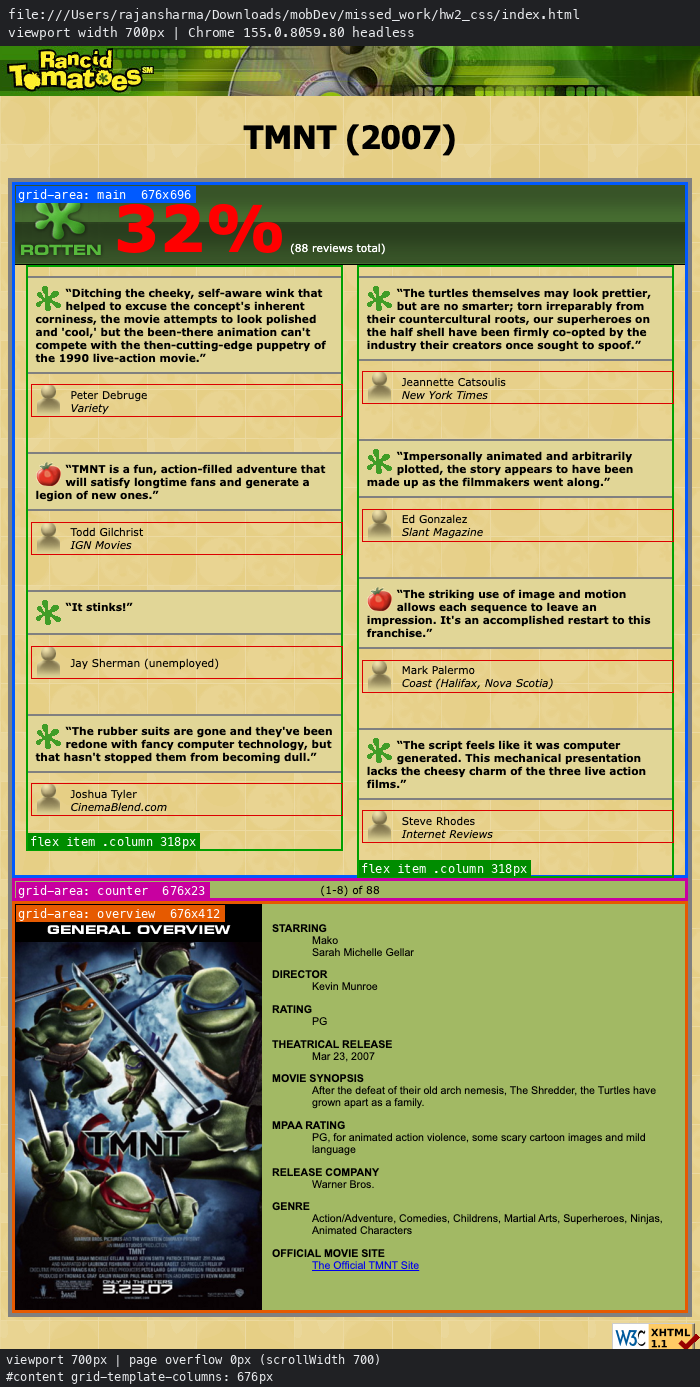 file:///Users/rajansharma/Downloads/mobDev/missed_work/hw2_css/index.html
viewport width 700px | Chrome 155.0.8059.80 headless
Rancid
Tomatoes SM
TMNT (2007)
grid-area: main 676x696
ROTTEN
32%
(88 reviews total)
“Ditching the cheeky, self-aware wink that
helped to excuse the concept's inherent
corniness, the movie attempts to look polished
and 'cool,' but the been-there animation can't
compete with the then-cutting-edge puppetry of
the 1990 live-action movie.”
Peter Debruge
Variety
“TMNT is a fun, action-filled adventure that
will satisfy longtime fans and generate a
legion of new ones.”
Todd Gilchrist
IGN Movies
“It stinks!”
Jay Sherman (unemployed)
“The rubber suits are gone and they've been
redone with fancy computer technology, but
that hasn't stopped them from becoming dull.”
Joshua Tyler
CinemaBlend.com
flex item .column 318px
“The turtles themselves may look prettier,
but are no smarter; torn irreparably from
their countercultural roots, our superheroes on
the half shell have been firmly co-opted by the
industry their creators once sought to spoof.”
Jeannette Catsoulis
New York Times
“Impersonally animated and arbitrarily
plotted, the story appears to have been
made up as the filmmakers went along.”
Ed Gonzalez
Slant Magazine
“The striking use of image and motion
allows each sequence to leave an
impression. It's an accomplished restart to this
franchise.”
Mark Palermo
Coast (Halifax, Nova Scotia)
“The script feels like it was computer
generated. This mechanical presentation
lacks the cheesy charm of the three live action
films.”
Steve Rhodes
Internet Reviews
flex item .column 318px
grid-area: counter 676x23
(1-8) of 88
grid-area: overview 676x412
GENERAL OVERVIEW
TMNT
TMNT
ONLY IN THEATERS
3.23.07
STARRING
Mako
Sarah Michelle Gellar
DIRECTOR
Kevin Munroe
RATING
PG
THEATRICAL RELEASE
Mar 23, 2007
MOVIE SYNOPSIS
After the defeat of their old arch nemesis, The Shredder, the Turtles have
grown apart as a family.
MPAA RATING
PG, for animated action violence, some scary cartoon images and mild
language
RELEASE COMPANY
Warner Bros.
GENRE
Action/Adventure, Comedies, Childrens, Martial Arts, Superheroes, Ninjas,
Animated Characters
OFFICIAL MOVIE SITE
The Official TMNT Site
W3C XHTML
1.1
viewport 700px | page overflow 0px (scrollWidth 700)
#content grid-template-columns: 676px